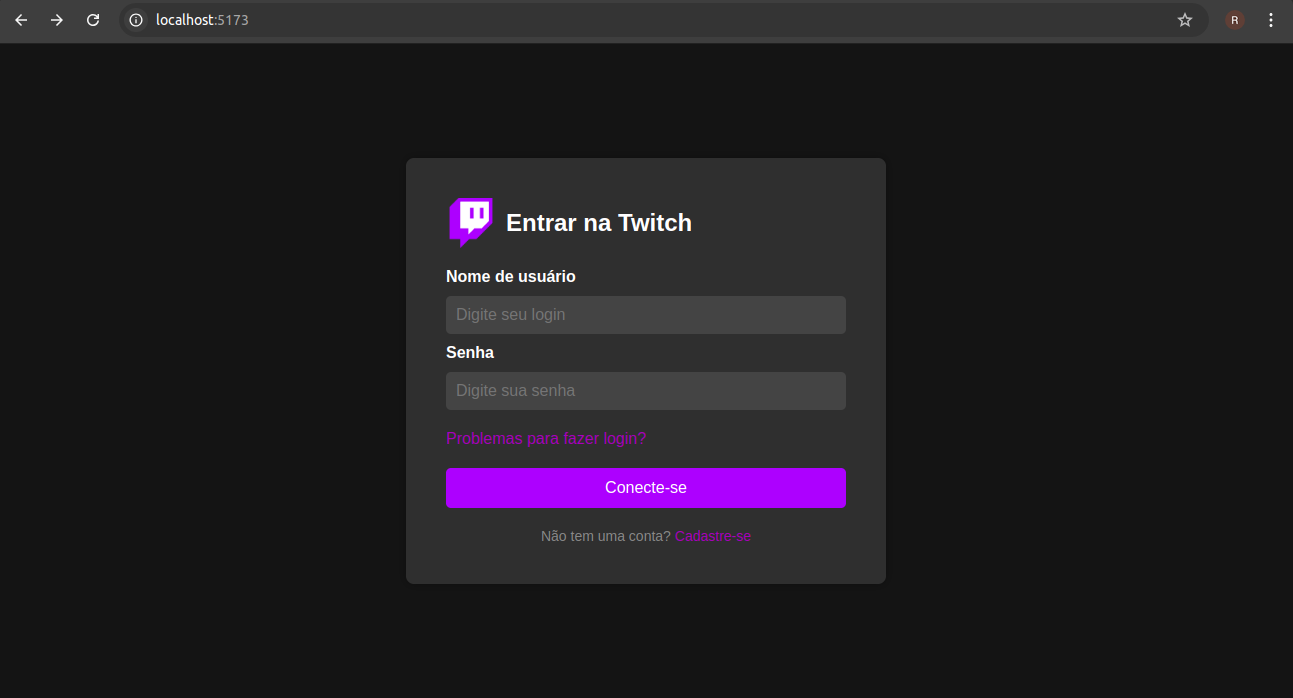 localhost:5173
R
Entrar na Twitch
Nome de usuário
Digite seu login
Senha
Digite sua senha
Problemas para fazer login?
Conecte-se
Não tem uma conta? Cadastre-se